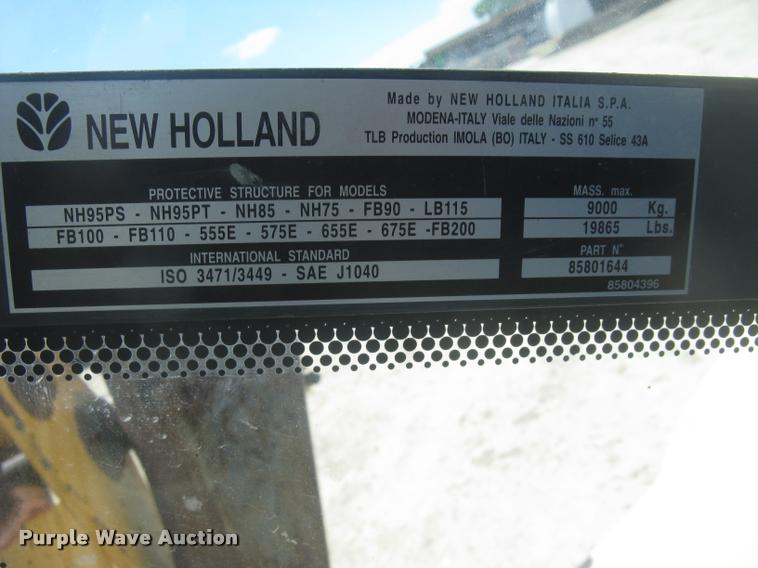 NEW HOLLAND
Made by NEW HOLLAND ITALIA S.P.A.
MODENA-ITALY Viale delle Nazioni n° 55
TLB Production IMOLA (BO) ITALY - SS 610 Selice 43A
PROTECTIVE STRUCTURE FOR MODELS
NH95PS - NH95PT - NH85 - NH75 - FB90 - LB115
FB100 - FB110 - 555E - 575E - 655E - 675E -FB200
INTERNATIONAL STANDARD
ISO 3471/3449 - SAE J1040
MASS. max.
9000 Kg.
19865 Lbs.
PART N°
85801644
85804396
Purple Wave Auction